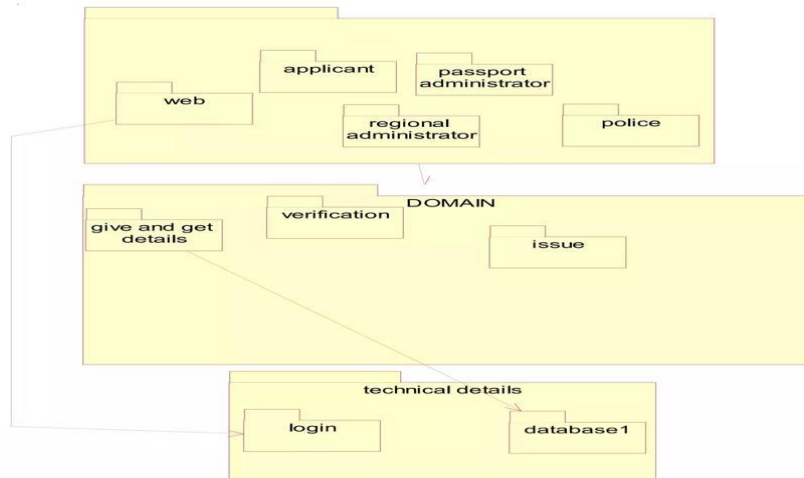 applicant
passport
administrator
web
regional
administrator
police
DOMAIN
verification
give and get
details
issue
technical details
login
database1